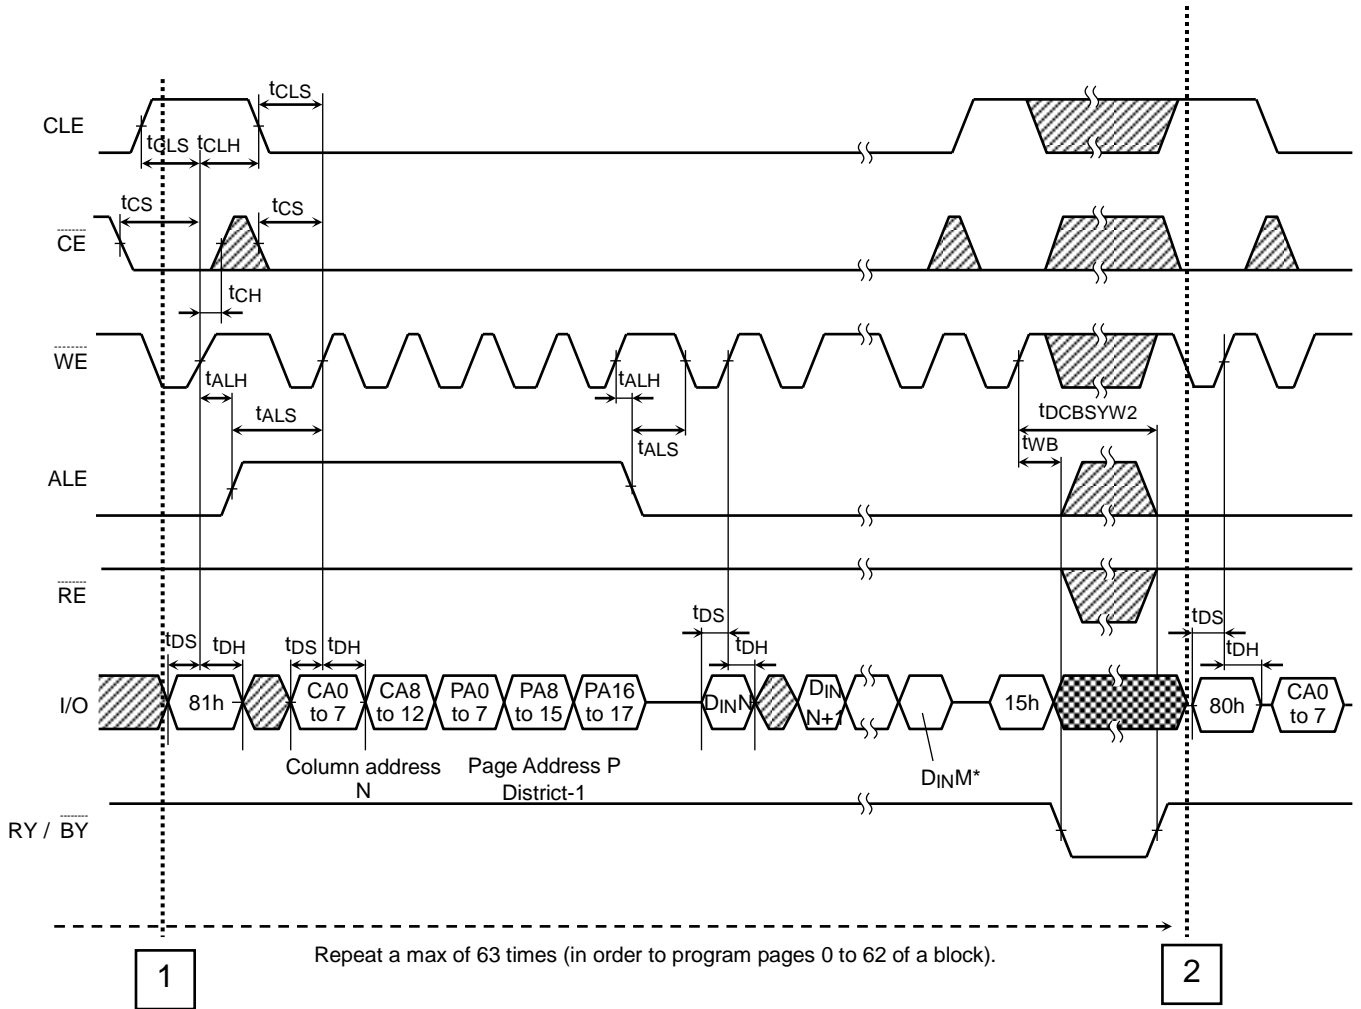 tCLS
CLE
tCLS tCLH
tCS tCS
CE
tCH
WE
tALH tALH
tALS tDCBSYW2
tALS tWB
ALE
RE
tDS tDH tDS tDH tDS tDH tDS tDH
I/O 81h CA0 to 7 CA8 to 12 PA0 to 7 PA8 to 15 PA16 to 17 DINN DIN N+1 15h 80h CA0 to 7
Column address N
Page Address P District-1
DINM*
RY / BY
Repeat a max of 63 times (in order to program pages 0 to 62 of a block).
1 2